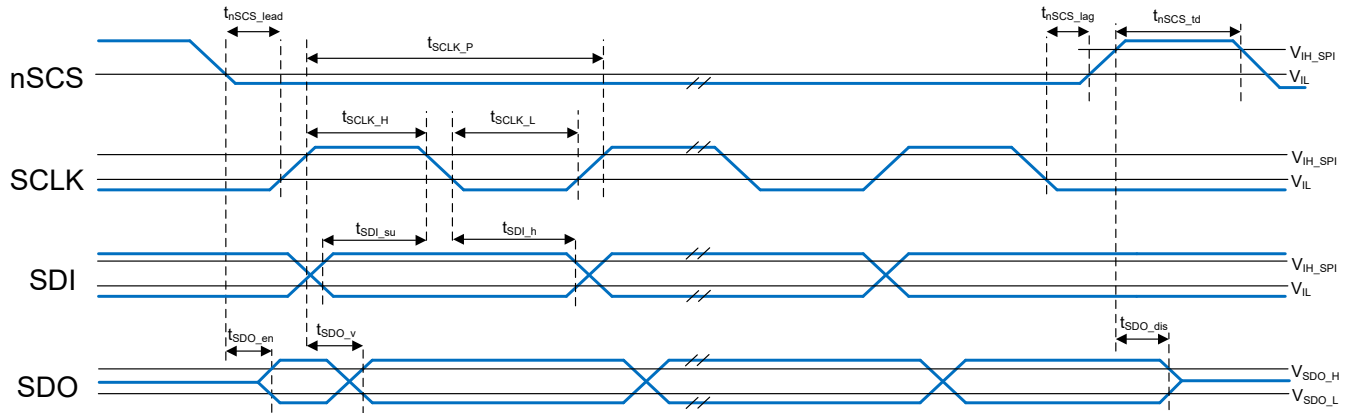 tnSCS_lead
tnSCS_lag
tnSCS_td
tSCLK_P
VIH_SPI
nSCS
VIL
tSCLK_H
tSCLK_L
VIH_SPI
SCLK
VIL
tSDI_su
tSDI_h
VIH_SPI
SDI
VIL
tSDO_en
tSDO_v
tSDO_dis
VSDO_H
SDO
VSDO_L